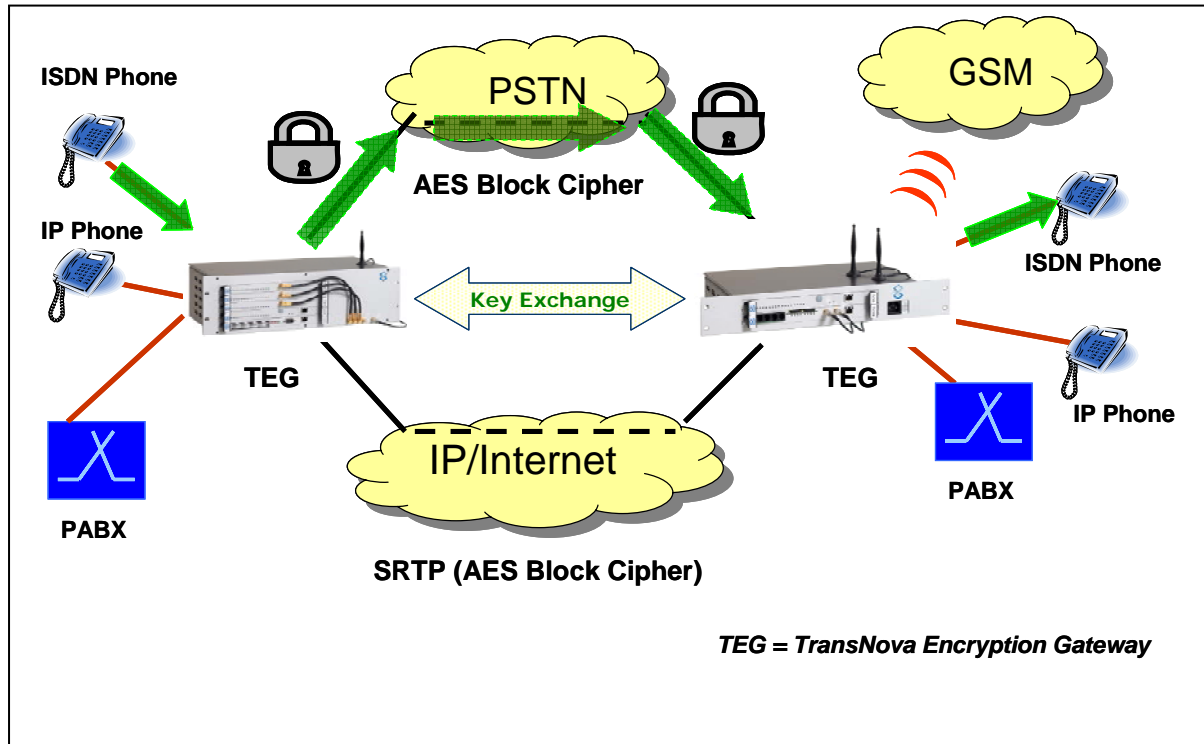 ISDN Phone
PSTN
GSM
AES Block Cipher
IP Phone
ISDN Phone
Key Exchange
TEG
TEG
IP Phone
IP/Internet
PABX
PABX
SRTP (AES Block Cipher)
TEG = TransNova Encryption Gateway